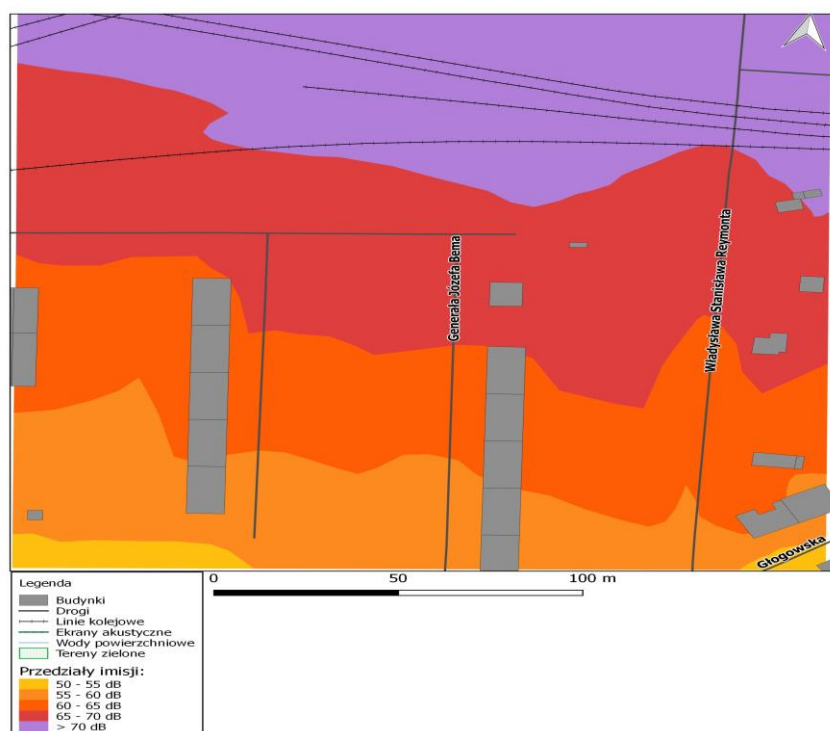 Generała Józefa Bema
Władysława Stanisława Reymonta
Głogowska
0 50 100 m
Legenda
Budynki
Drogi
Linie kolejowe
Ekrany akustyczne
Wody powierzchniowe
Tereny zielone
Przedziały imisji:
50 - 55 dB
55 - 60 dB
60 - 65 dB
65 - 70 dB
> 70 dB